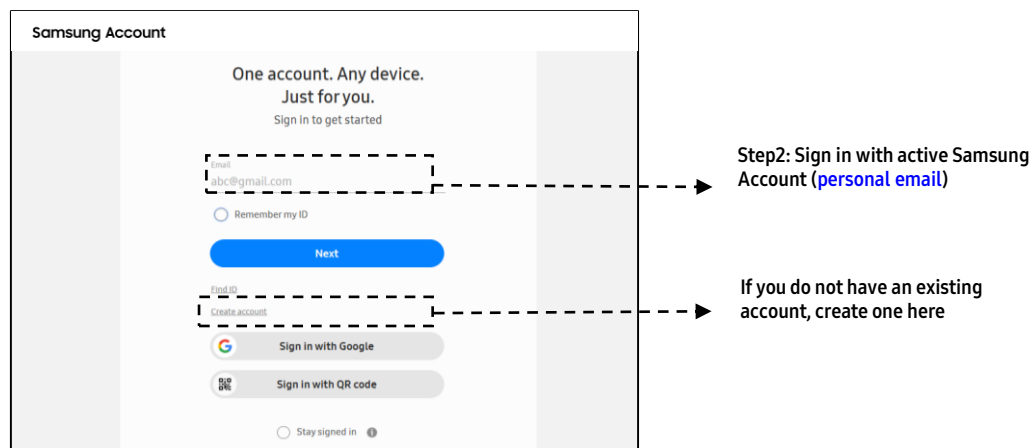 Samsung Account
One account. Any device.
Just for you.
Sign in to get started
Email
abc@gmail.com
Remember my ID
Next
Find ID
Create account
Sign in with Google
Sign in with QR code
Stay signed in
Step2: Sign in with active Samsung
Account (personal email)
If you do not have an existing
account, create one here